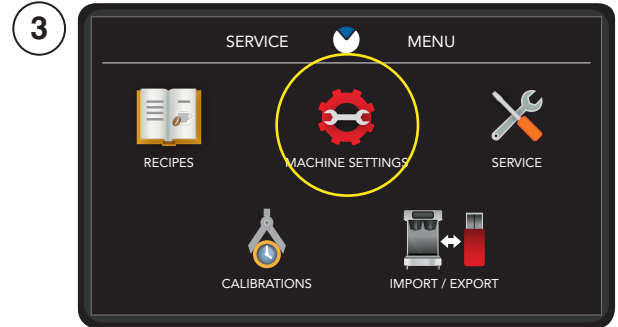 3
SERVICE MENU
RECIPES MACHINE SETTINGS SERVICE
CALIBRATIONS IMPORT / EXPORT